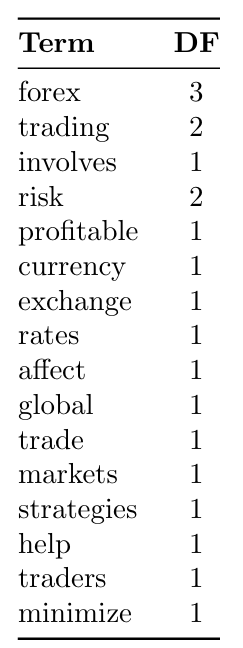 Term DF
forex 3
trading 2
involves 1
risk 2
profitable 1
currency 1
exchange 1
rates 1
affect 1
global 1
trade 1
markets 1
strategies 1
help 1
traders 1
minimize 1